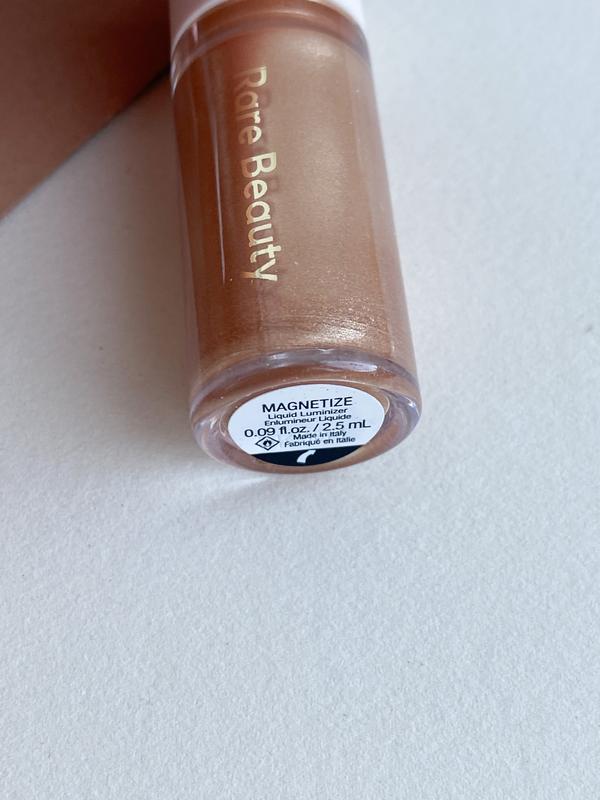 Rare Beauty
MAGNETIZE
Liquid Luminizer
Enlumineur Liquide
0.09 fl.oz. / 2.5 mL
Made in Italy
Fabriqué en Italie